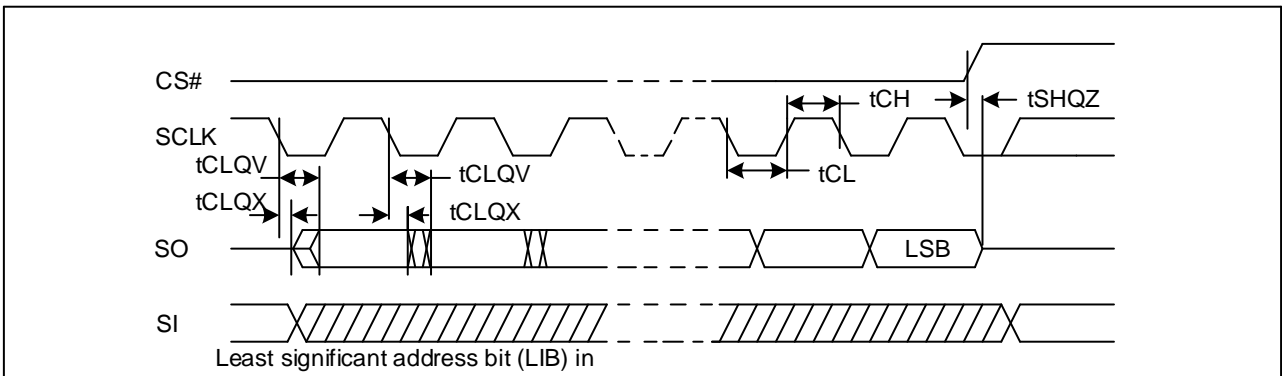 CS#
tCH
tSHQZ
SCLK
tCLQV
tCLQV
tCL
tCLQX
tCLQX
SO
LSB
SI
Least significant address bit (LIB) in